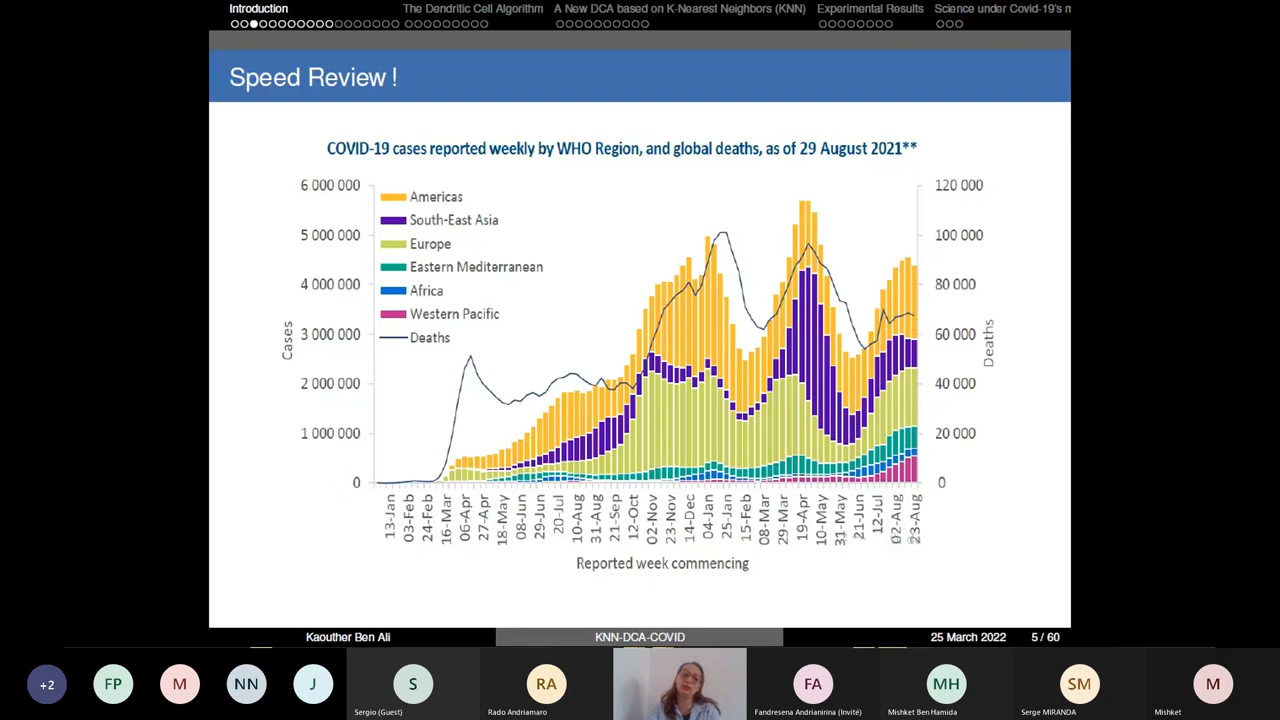 Introduction
The Dendritic Cell Algorithm
A New DCA based on K-Nearest Neighbors (KNN)
Experimental Results
Science under Covid-19's
Speed Review !
COVID-19 cases reported weekly by WHO Region, and global deaths, as of 29 August 2021**
6 000 000
5 000 000
4 000 000
3 000 000
2 000 000
1 000 000
0
Cases
Americas
South-East Asia
Europe
Eastern Mediterranean
Africa
Western Pacific
Deaths
120 000
100 000
80 000
60 000
40 000
20 000
0
Deaths
13-Jan
03-Feb
24-Feb
16-Mar
06-Apr
27-Apr
18-May
08-Jun
29-Jun
20-Jul
10-Aug
31-Aug
21-Sep
12-Oct
02-Nov
23-Nov
14-Dec
04-Jan
25-Jan
15-Feb
08-Mar
29-Mar
19-Apr
10-May
31-May
21-Jun
12-Jul
02-Aug
23-Aug
Reported week commencing
Kaouther Ben Ali
KNN-DCA-COVID
25 March 2022
5 / 60
+2
FP
M
NN
J
S
Sergio (Guest)
RA
Rado Andriamaro
FA
Fandresena Andrianirina (Invité)
MH
Mishket Ben Hamida
SM
Serge MIRANDA
M
Mishket